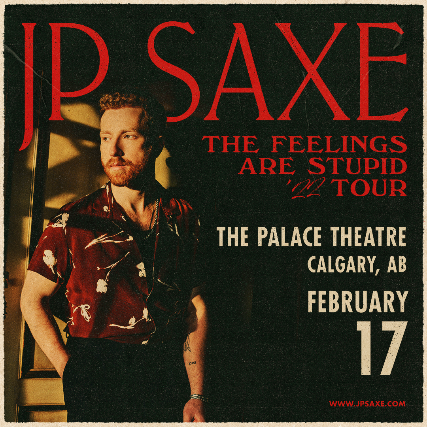 JP SAXE
THE FEELINGS
ARE STUPID
'22 TOUR
THE PALACE THEATRE
CALGARY, AB
FEBRUARY
17
WWW.JPSAXE.COM